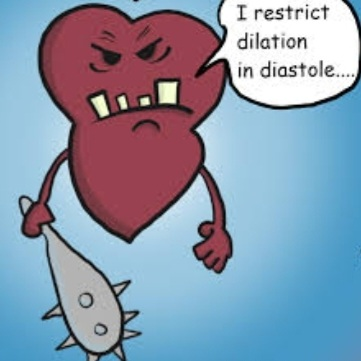 I restrict
dilation
in diastole....